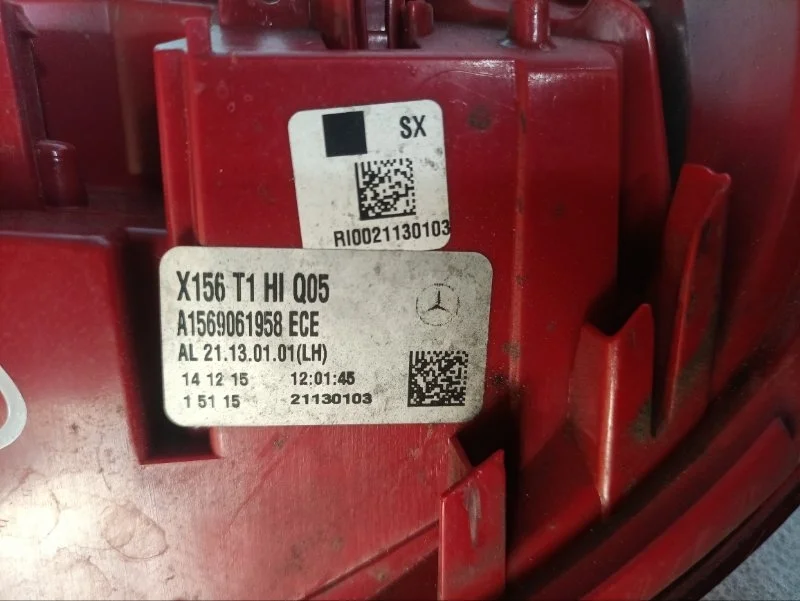 SX
RI0021130103
X156 T1 HI Q05
A1569061958 ECE
AL 21.13.01.01(LH)
14 12 15 12:01:45
1 51 15 21130103